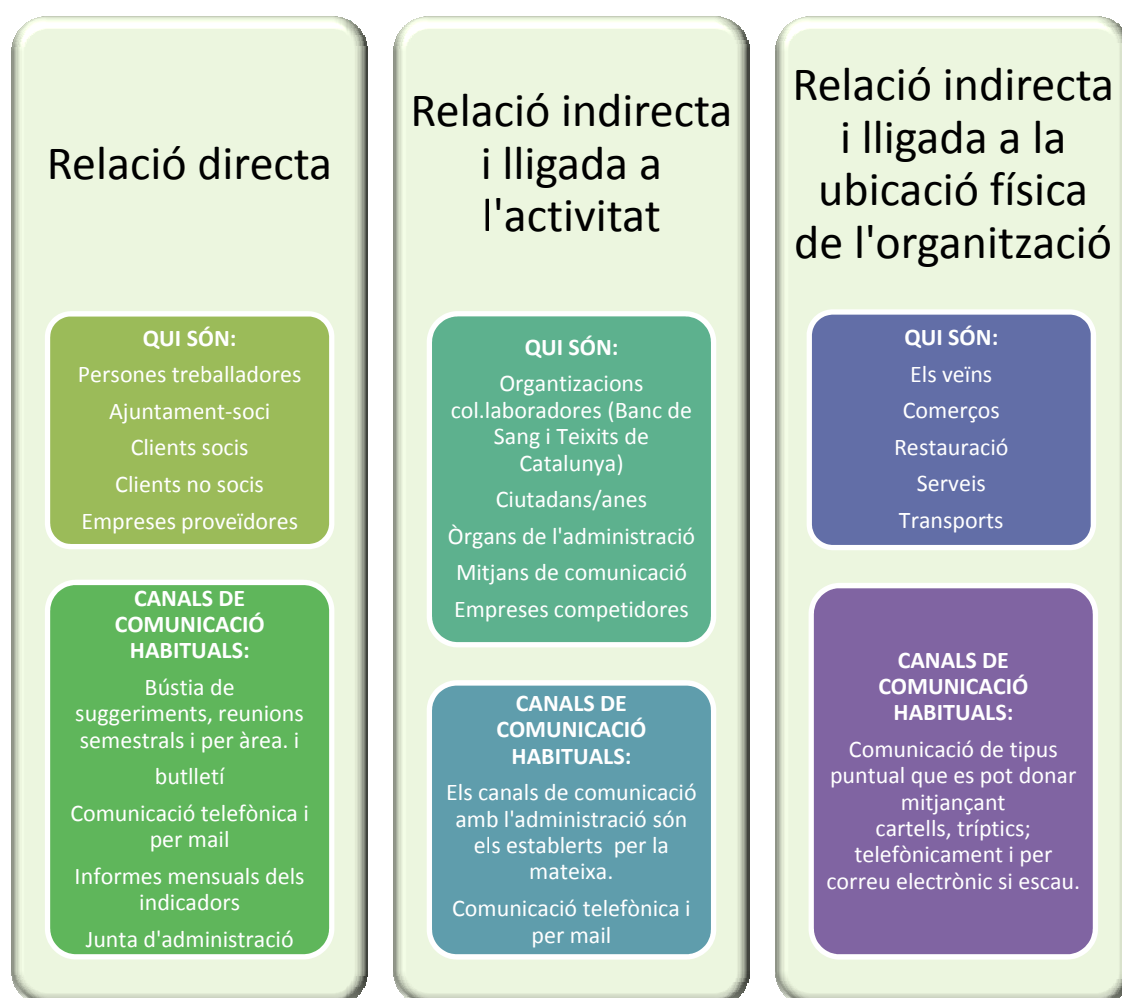 Relació directa
QUI SÓN:
Persones treballadores
Ajuntament-soci
Clients socis
Clients no socis
Empreses proveïdores
CANALS DE
COMUNICACIÓ
HABITUALS:
Bústia de
suggeriments, reunions
semestrals i per àrea. i
butlletí
Comunicació telefònica i
per mail
Informes mensuals dels
indicadors
Junta d'administració
Relació indirecta
i lligada a
l'activitat
QUI SÓN:
Organtizacions
col.laboradores (Banc de
Sang i Teixits de
Catalunya)
Ciutadans/anes
Òrgans de l'administració
Mitjans de comunicació
Empreses competidores
CANALS DE
COMUNICACIÓ
HABITUALS:
Els canals de comunicació
amb l'administració són
els establerts per la
mateixa.
Comunicació telefònica i
per mail
Relació indirecta
i lligada a la
ubicació física
de l'organització
QUI SÓN:
Els veïns
Comerços
Restauració
Serveis
Transports
CANALS DE
COMUNICACIÓ
HABITUALS:
Comunicació de tipus
puntual que es pot donar
mitjançant
cartells, tríptics;
telefònicament i per
correu electrònic si escau.